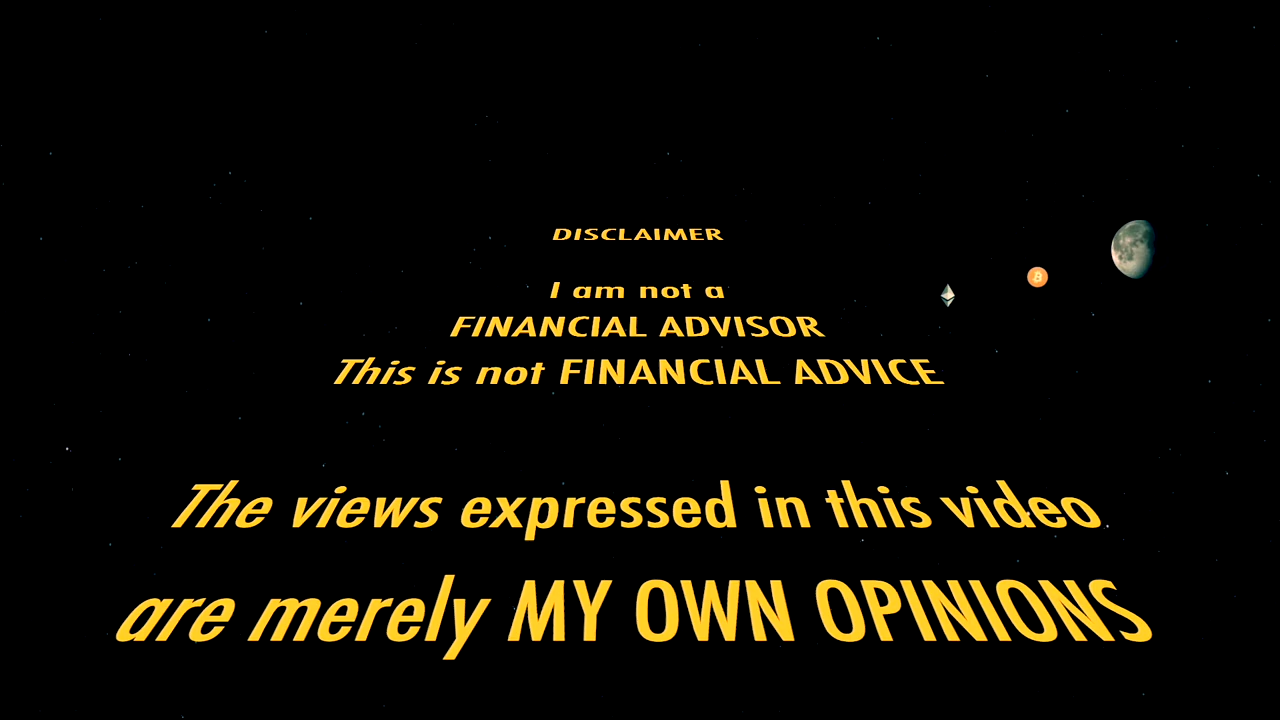 DISCLAIMER
I am not a
FINANCIAL ADVISOR
This is not FINANCIAL ADVICE
The views expressed in this video
are merely MY OWN OPINIONS